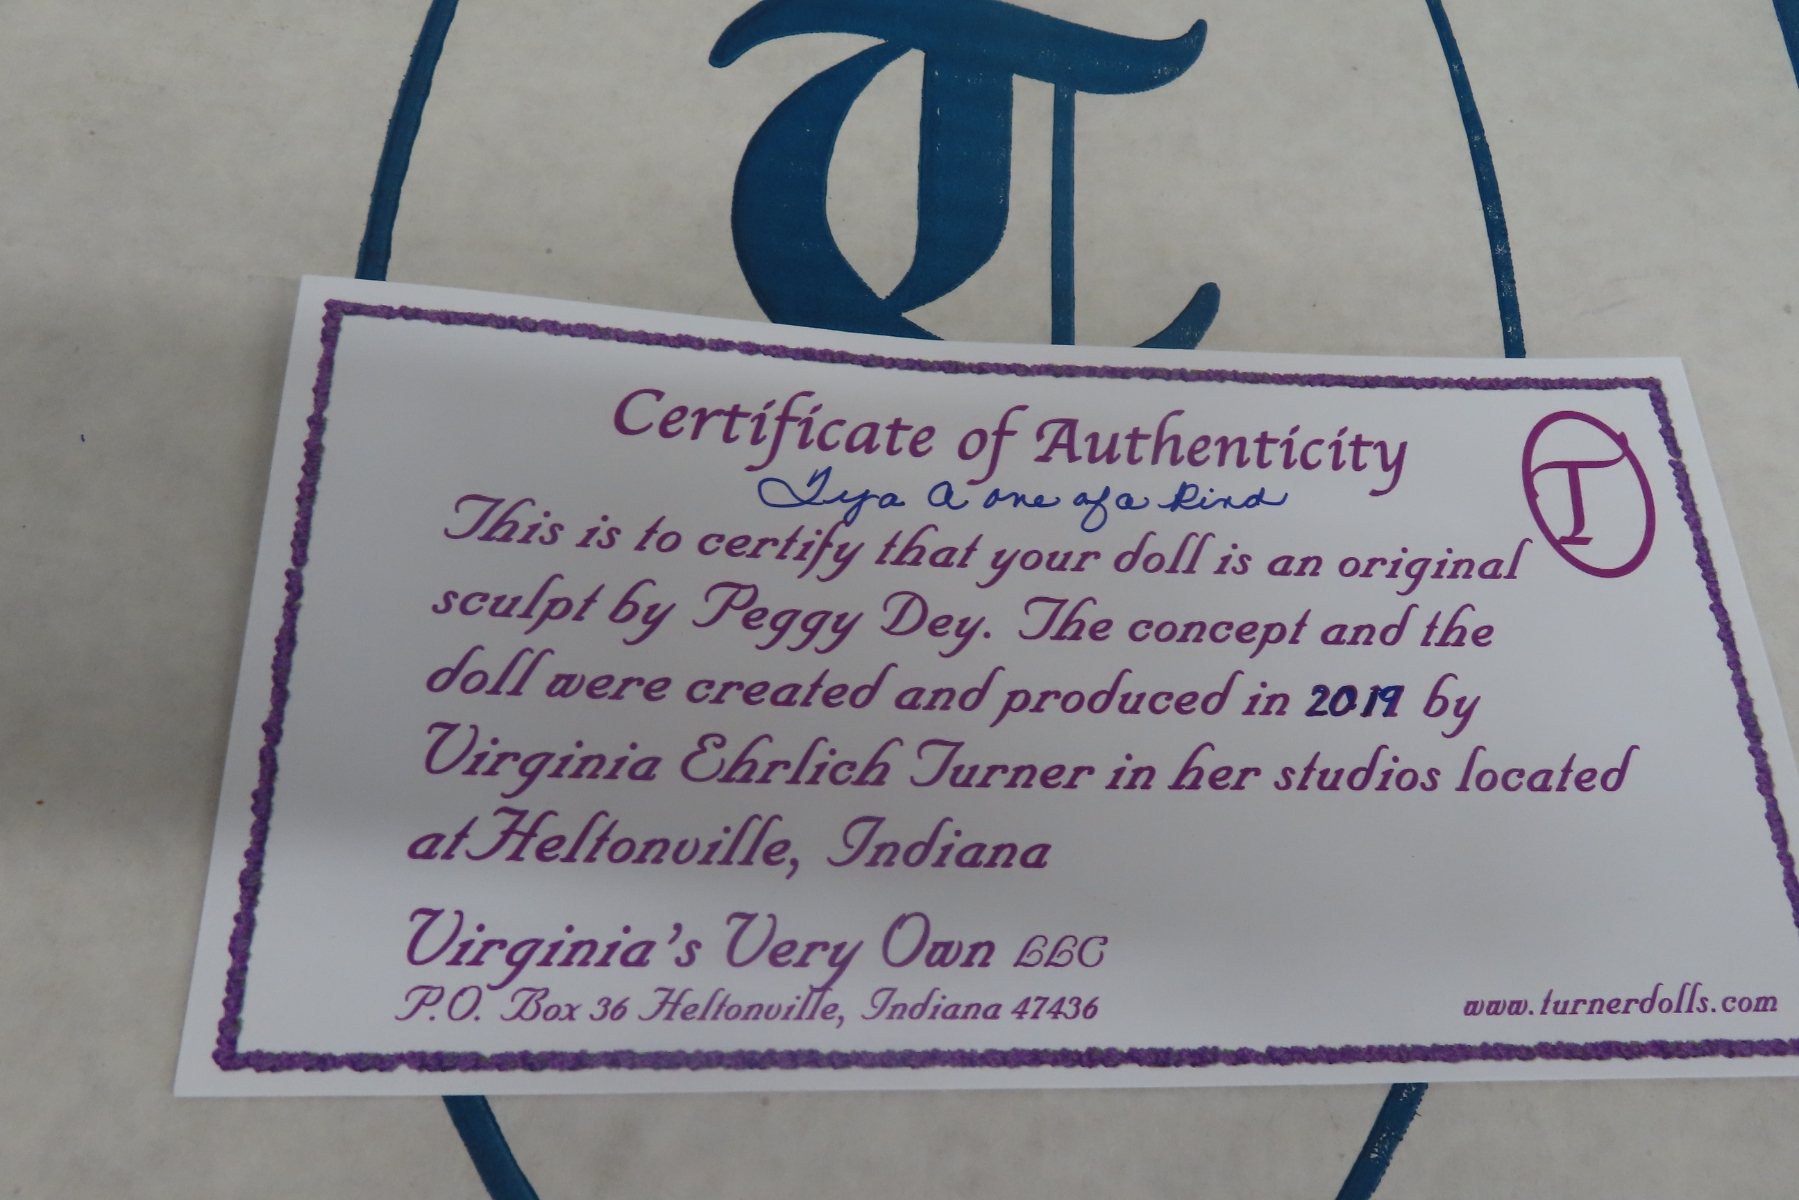 T
Certificate of Authenticity
T
Tya A one of a kind
This is to certify that your doll is an original
sculpt by Peggy Dey. The concept and the
doll were created and produced in 2019 by
Virginia Ehrlich Turner in her studios located
at Heltonville, Indiana
Virginia's Very Own LLC
P.O. Box 36 Heltonville, Indiana 47436
www.turnerdolls.com